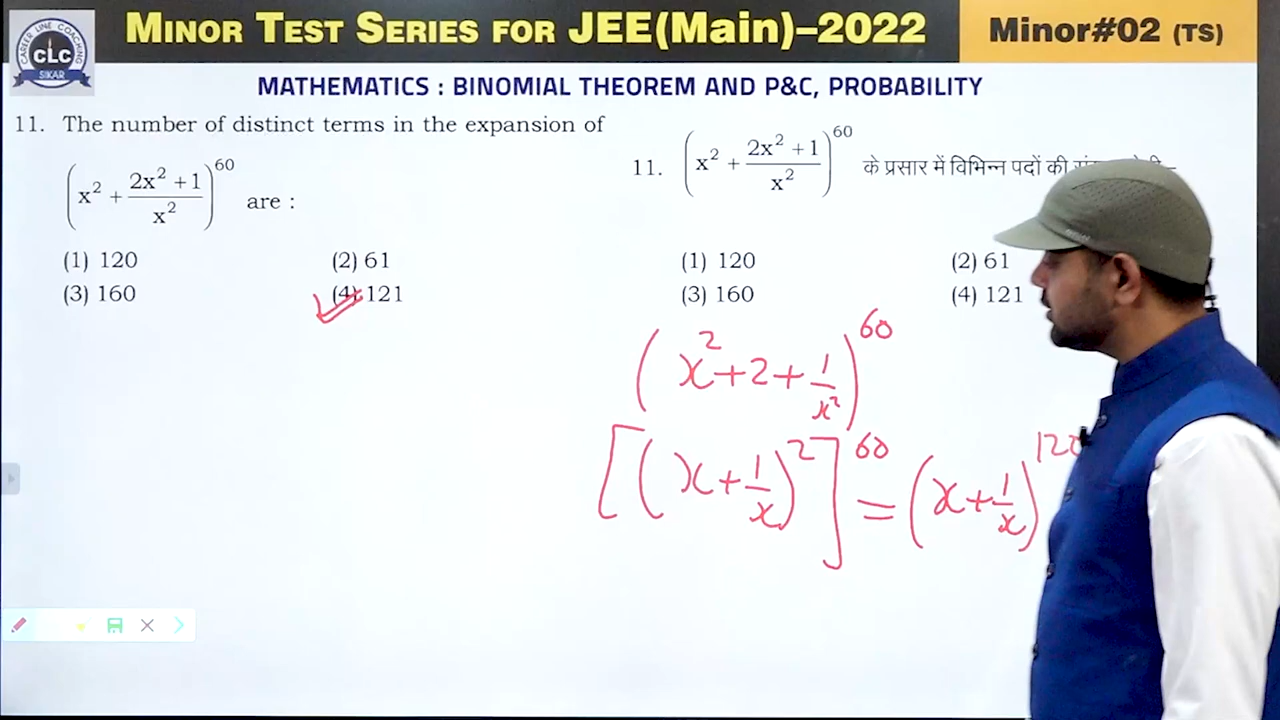 CAREER LINE COACHING
CLC
SIKAR
MINOR TEST SERIES FOR JEE(MAIN)–2022
Minor#02 (TS)
MATHEMATICS : BINOMIAL THEOREM AND P&C, PROBABILITY
11. The number of distinct terms in the expansion of
(x² + (2x² + 1)/x²)^60 are :
(1) 120 (2) 61
(3) 160 (4) 121
11. (x² + (2x² + 1)/x²)^60 के प्रसार में विभिन्न पदों की
(1) 120 (2) 61
(3) 160 (4) 121
(x² + 2 + 1/x²)^60
[(x + 1/x)²]^60 = (x + 1/x)^120